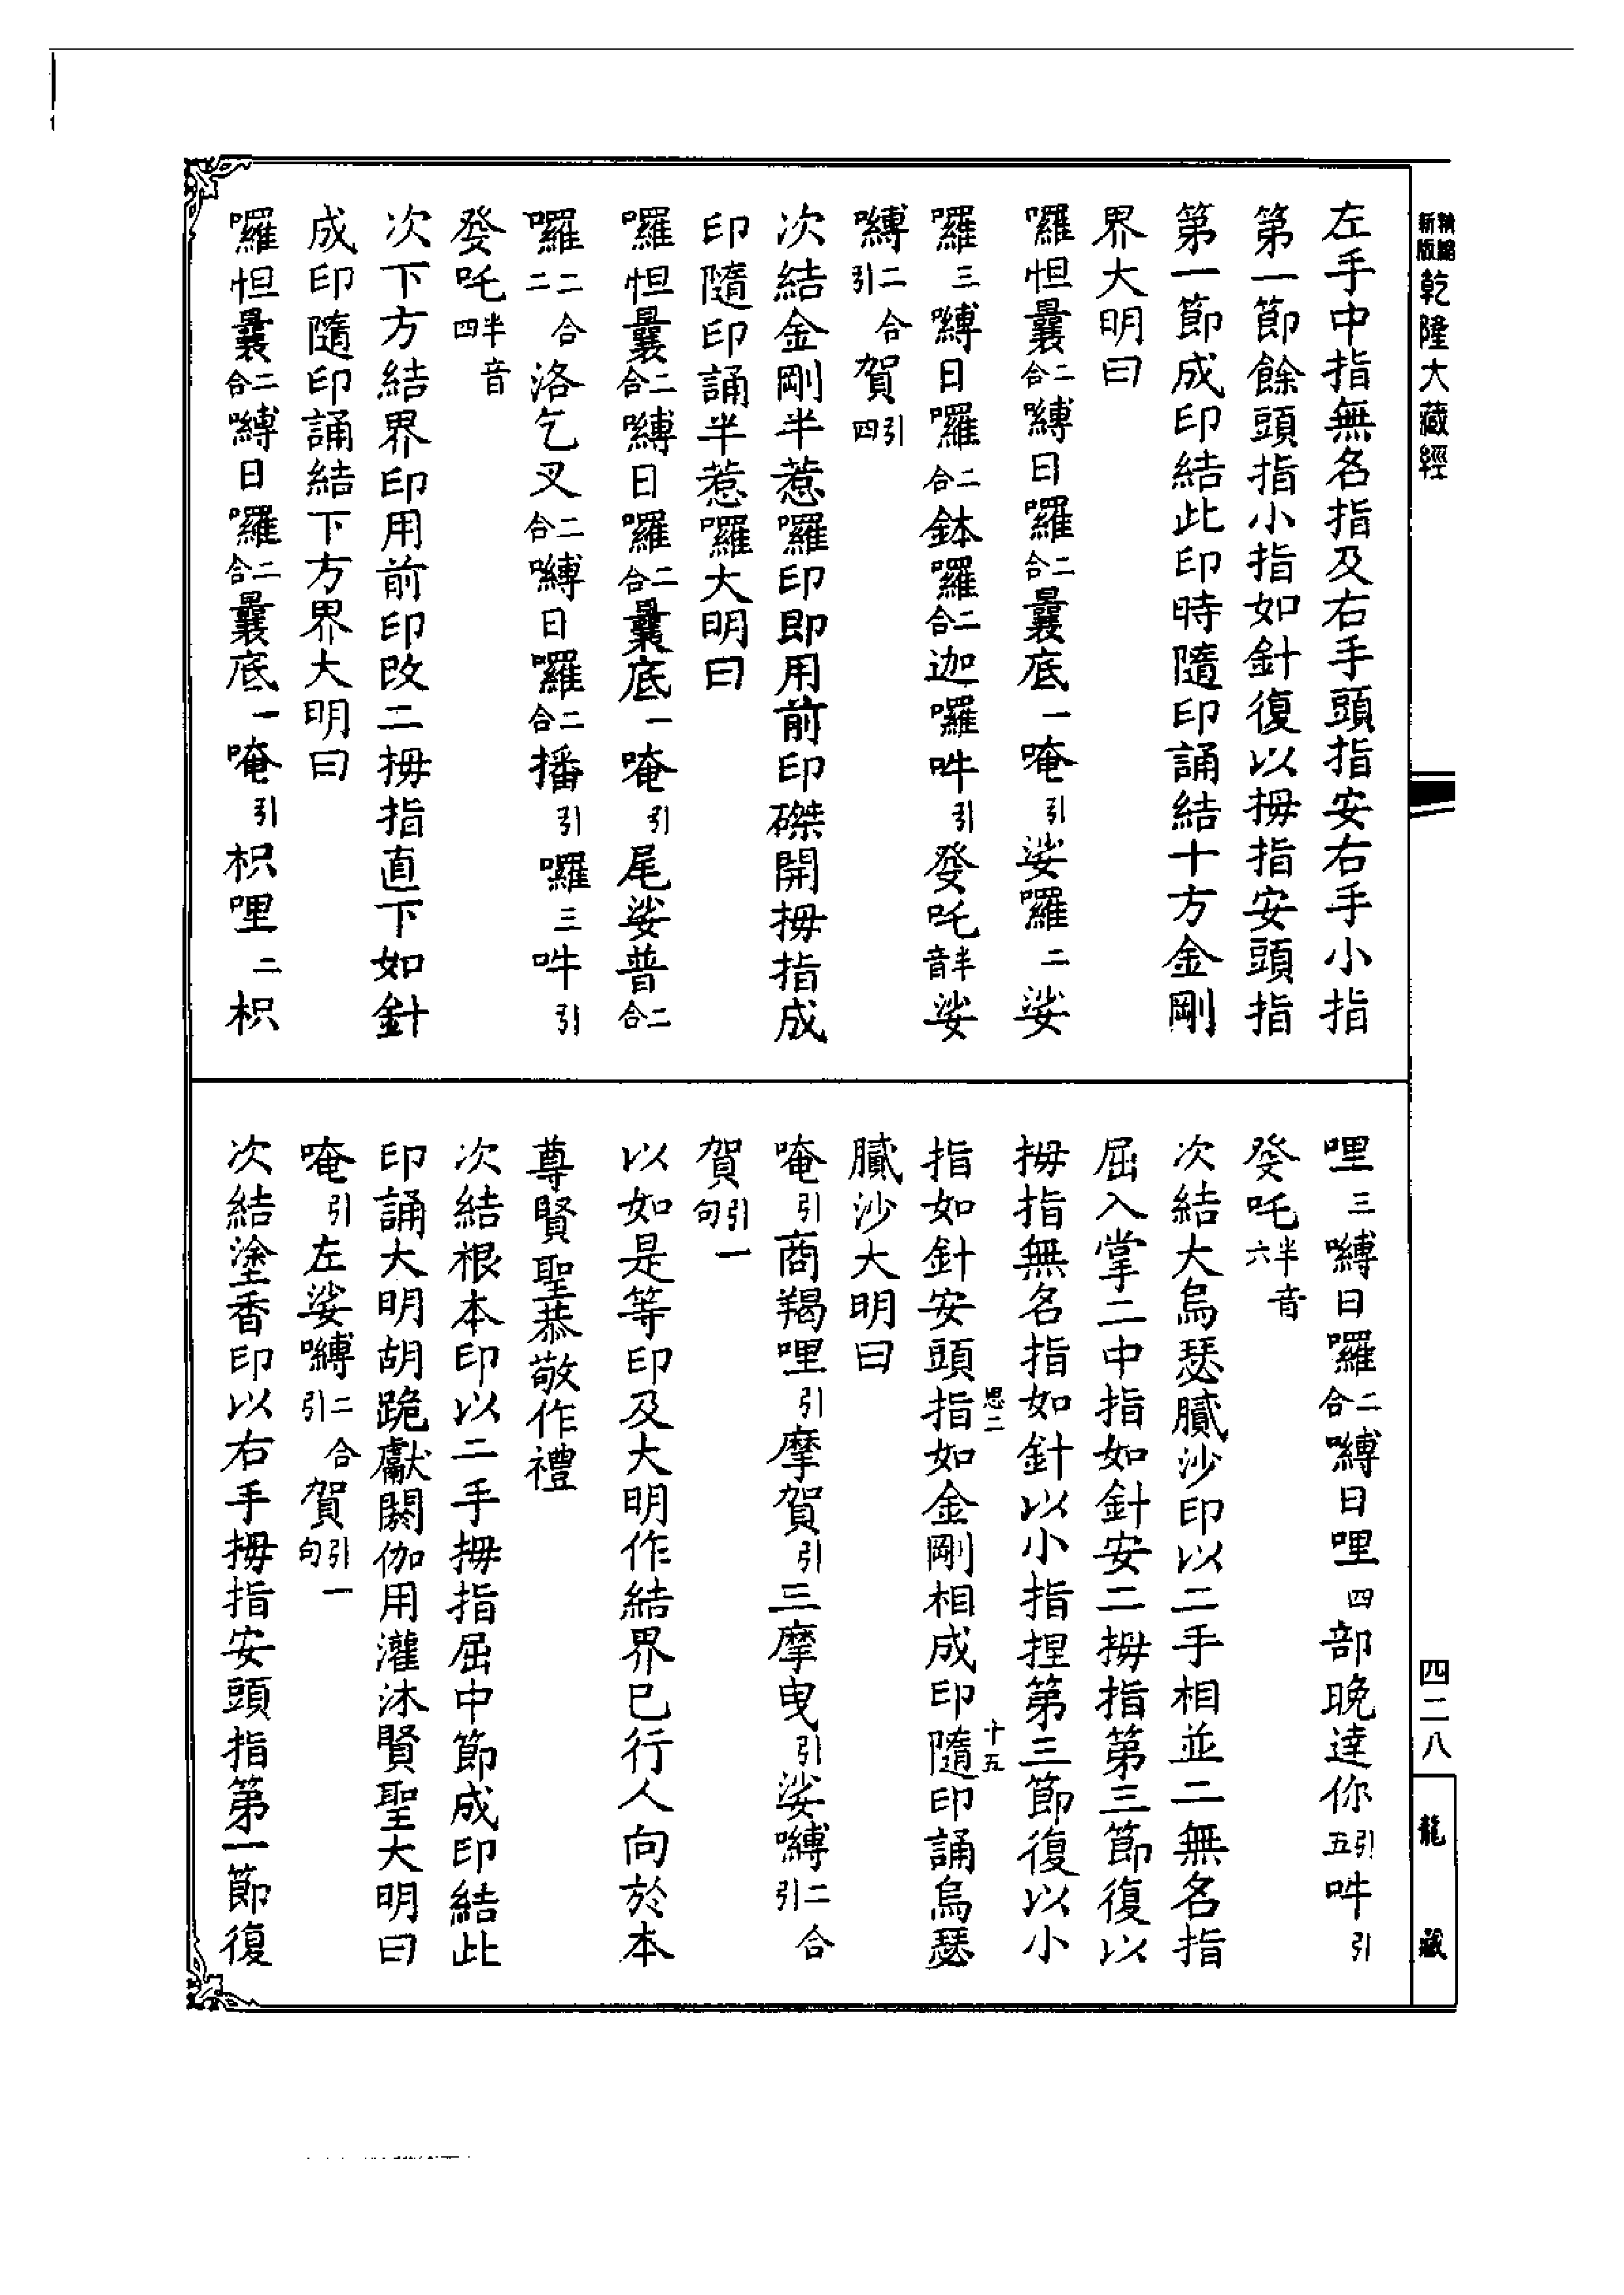 新版精縮乾隆大藏經
左手中指無名指及右手頭指安右手小指
第一節餘頭指小指如針復以拇指安頭指
第一節成印結此印時隨印誦結十方金剛
界大明曰
囉怛曩二合嚩日囉二合曩底一唵引娑囉二娑
囉三嚩日囉二合鉢囉二合迦囉吽引癹吒半音娑
嚩二合引賀引四
次結金剛半惹囉印即用前印磔開拇指成
印隨印誦半惹囉大明曰
囉怛曩二合嚩日囉二合曩底一唵引尾娑普二合
囉二合二洛乞叉二合嚩日囉二合播引囉三吽引
癹吒半音四
次下方結界印用前印改二拇指直下如針
成印隨印誦結下方界大明曰
囉怛曩二合嚩日囉二合曩底一唵引枳哩二枳
哩三嚩日囉二合嚩日哩四部晚達你引五吽引
癹吒半音六
次結大烏瑟膩沙印以二手相並二無名指
屈入掌二中指如針安二拇指第三節復以
拇指無名指如針以小指捏第三節復以小
指如針安頭指如金剛相成印隨印誦烏瑟
思二 十五
膩沙大明曰
唵引商羯哩引摩賀引三摩曳引娑嚩二合引
賀引一句
以如是等印及大明作結界已行人向於本
尊賢聖恭敬作禮
次結根本印以二手拇指屈中節成印結此
印誦大明胡跪獻閼伽用灌沐賢聖大明曰
唵引左娑嚩二合引賀引一句
次結塗香印以右手拇指安頭指第一節復
四二八
龍藏